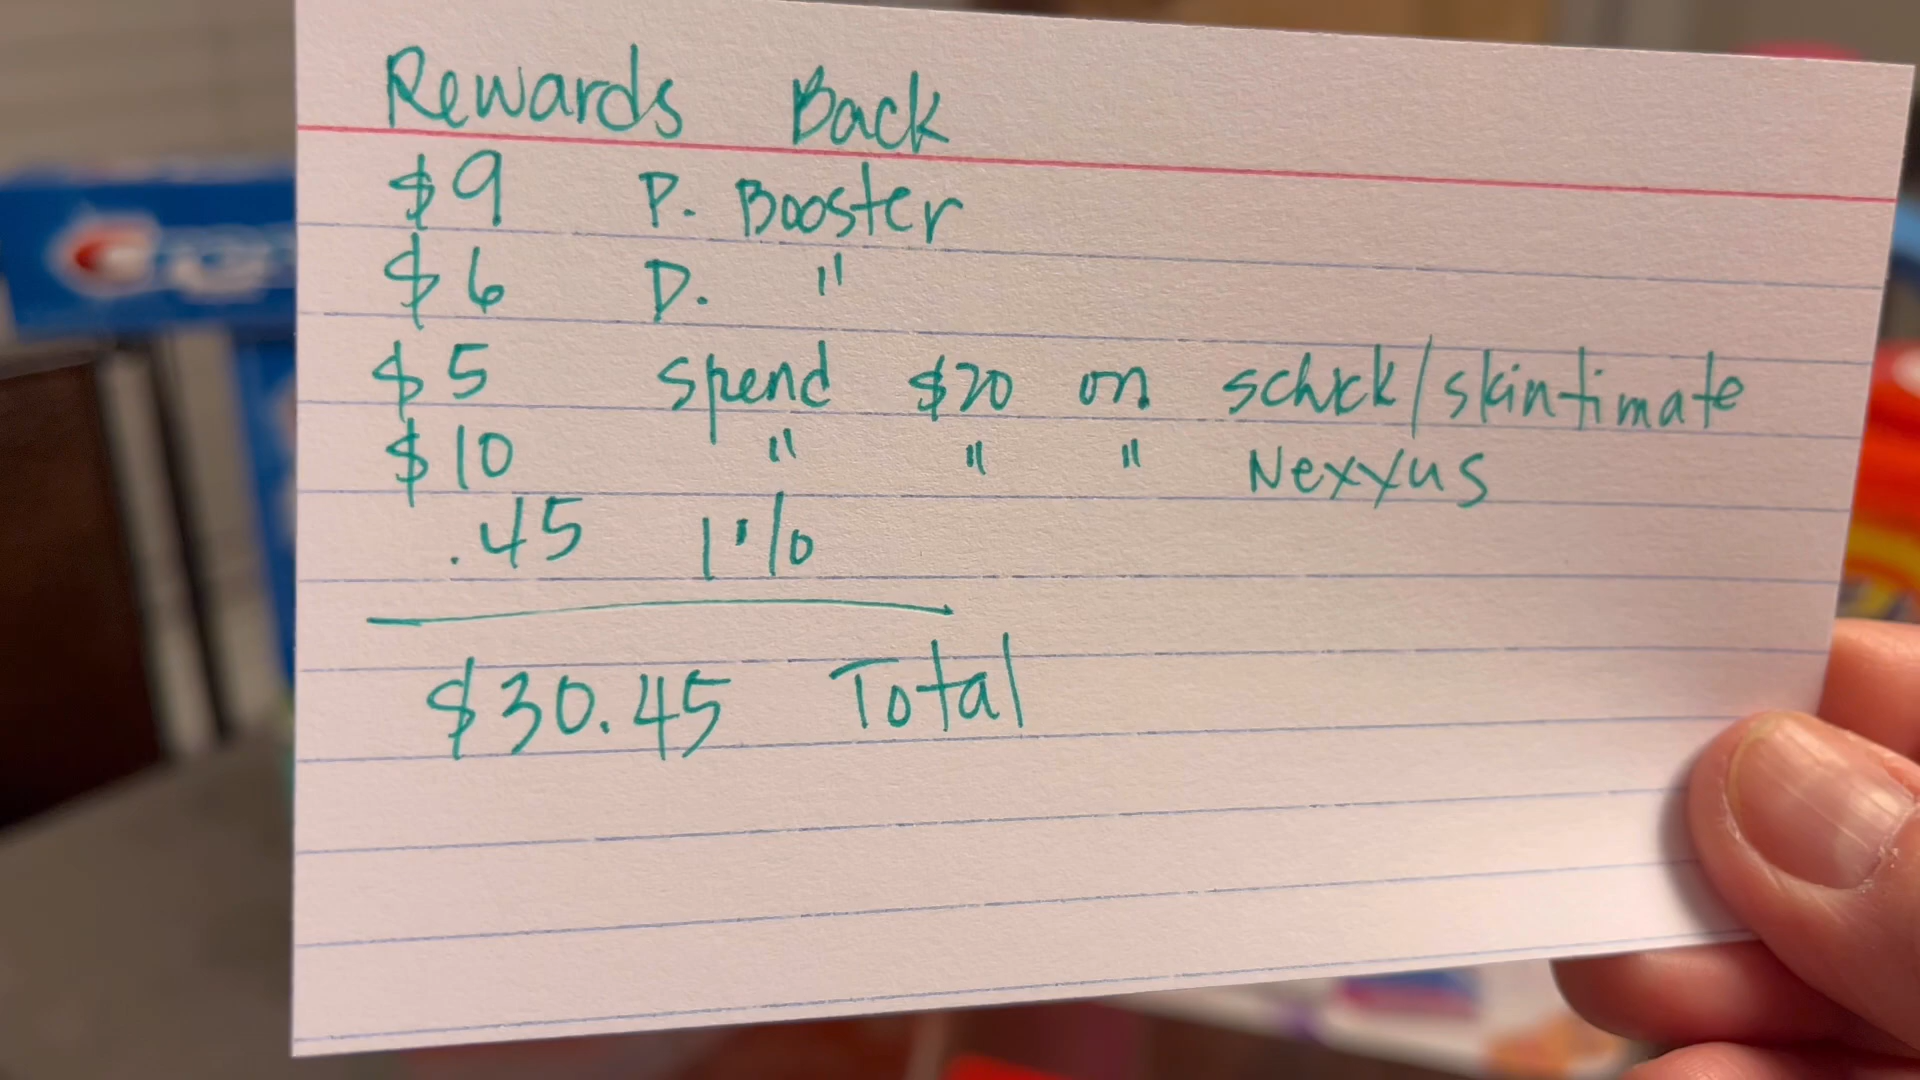 Rewards Back
$9 P. Booster
$6 D. "
$5 spend $20 on schick/skintimate
$10 " " " Nexxus
.45 1%
$30.45 Total